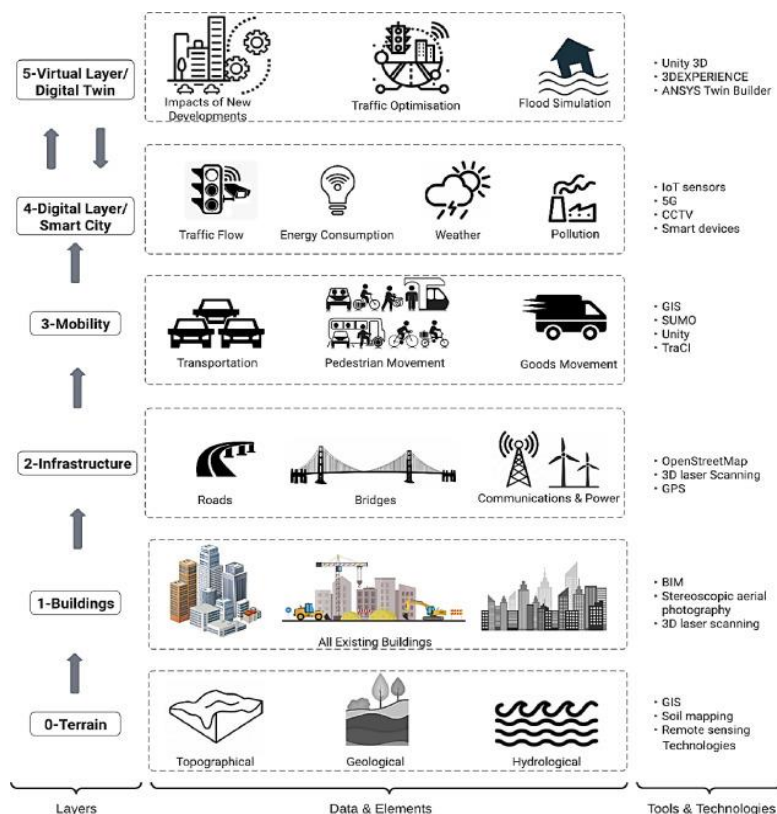 5-Virtual Layer/
Digital Twin
Impacts of New
Developments
Traffic Optimisation
Flood Simulation
• Unity 3D
• 3DEXPERIENCE
• ANSYS Twin Builder
4-Digital Layer/
Smart City
Traffic Flow
Energy Consumption
Weather
Pollution
• IoT sensors
• 5G
• CCTV
• Smart devices
3-Mobility
Transportation
Pedestrian Movement
Goods Movement
• GIS
• SUMO
• Unity
• TraCI
2-Infrastructure
Roads
Bridges
Communications & Power
• OpenStreetMap
• 3D laser Scanning
• GPS
1-Buildings
All Existing Buildings
• BIM
• Stereoscopic aerial
photography
• 3D laser scanning
0-Terrain
Topographical
Geological
Hydrological
• GIS
• Soil mapping
• Remote sensing
Technologies
Layers
Data & Elements
Tools & Technologies